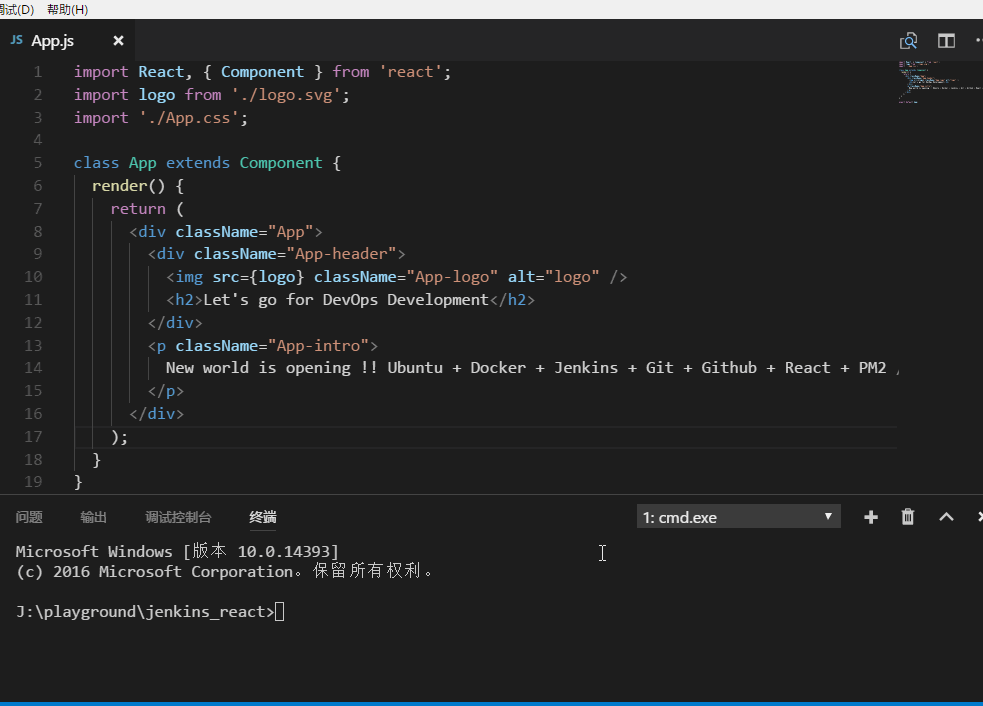 调试(D) 帮助(H)
JS App.js ×
1 import React, { Component } from 'react';
2 import logo from './logo.svg';
3 import './App.css';
4
5 class App extends Component {
6 render() {
7 return (
8 <div className="App">
9 <div className="App-header">
10 <img src={logo} className="App-logo" alt="logo" />
11 <h2>Let's go for DevOps Development</h2>
12 </div>
13 <p className="App-intro">
14 New world is opening !! Ubuntu + Docker + Jenkins + Git + Github + React + PM2
15 </p>
16 </div>
17 );
18 }
19 }
问题 输出 调试控制台 终端 1: cmd.exe
Microsoft Windows [版本 10.0.14393]
(c) 2016 Microsoft Corporation。保留所有权利。
J:\playground\jenkins_react>